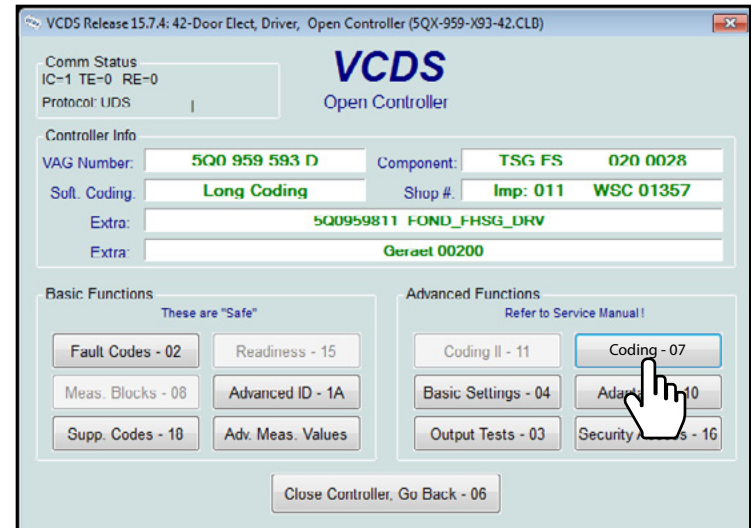 VCDS Release 15.7.4: 42-Door Elect, Driver, Open Controller (5QX-959-X93-42.CLB)
Comm Status
IC=1 TE=0 RE=0
Protocol: UDS |
VCDS
Open Controller
Controller Info
VAG Number: 5Q0 959 593 D Component: TSG FS 020 0028
Soft. Coding: Long Coding Shop #: Imp: 011 WSC 01357
Extra: 5Q0959811 FOND_FHSG_DRV
Extra: Geraet 00200
Basic Functions
These are "Safe"
Fault Codes - 02 Readiness - 15
Meas. Blocks - 08 Advanced ID - 1A
Supp. Codes - 18 Adv. Meas. Values
Advanced Functions
Refer to Service Manual!
Coding II - 11 Coding - 07
Basic Settings - 04 10
Output Tests - 03 Security - 16
Close Controller, Go Back - 06